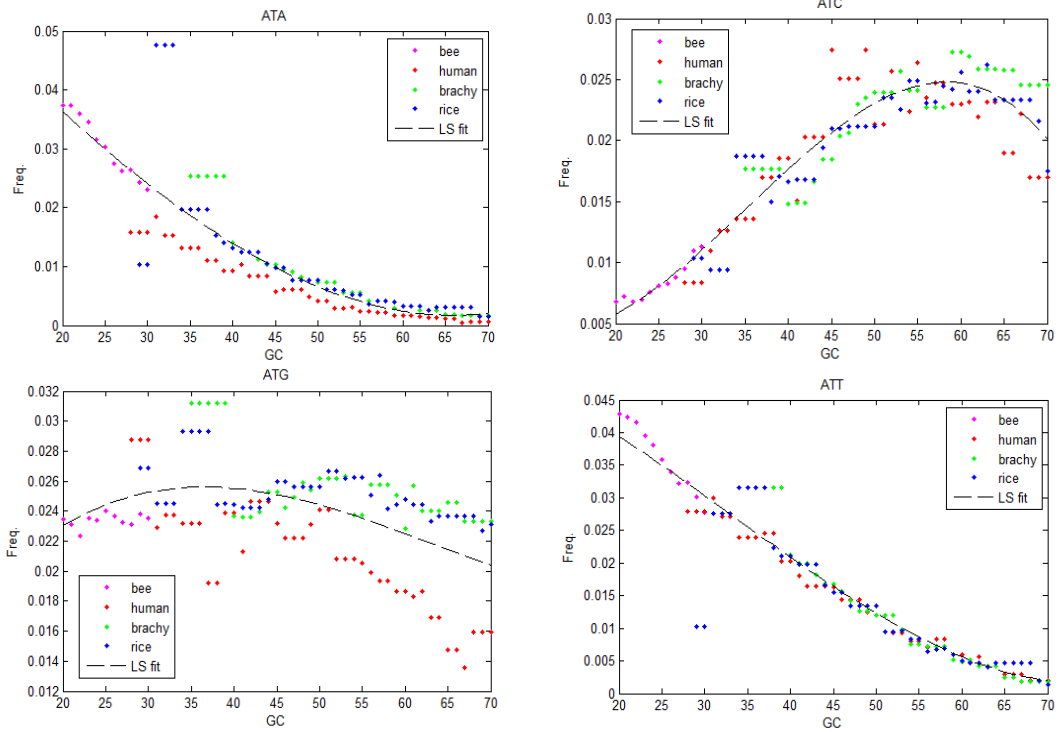 ATA
0.05
0.04
0.03
0.02
0.01
0
Freq.
20 25 30 35 40 45 50 55 60 65 70
GC
bee
human
brachy
rice
LS fit
ATC
0.03
0.025
0.02
0.015
0.01
0.005
Freq.
20 25 30 35 40 45 50 55 60 65 70
GC
bee
human
brachy
rice
LS fit
ATG
0.032
0.03
0.028
0.026
0.024
0.022
0.02
0.018
0.016
0.014
0.012
Freq.
20 25 30 35 40 45 50 55 60 65 70
GC
bee
human
brachy
rice
LS fit
ATT
0.045
0.04
0.035
0.03
0.025
0.02
0.015
0.01
0.005
0
Freq.
20 25 30 35 40 45 50 55 60 65 70
GC
bee
human
brachy
rice
LS fit